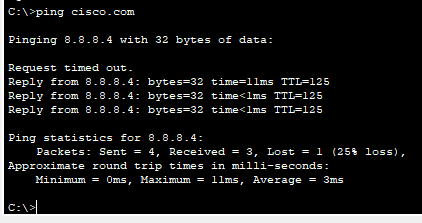 C:\>ping cisco.com
Pinging 8.8.8.4 with 32 bytes of data:
Request timed out.
Reply from 8.8.8.4: bytes=32 time=11ms TTL=125
Reply from 8.8.8.4: bytes=32 time<1ms TTL=125
Reply from 8.8.8.4: bytes=32 time<1ms TTL=125
Ping statistics for 8.8.8.4:
Packets: Sent = 4, Received = 3, Lost = 1 (25% loss),
Approximate round trip times in milli-seconds:
Minimum = 0ms, Maximum = 11ms, Average = 3ms
C:\>